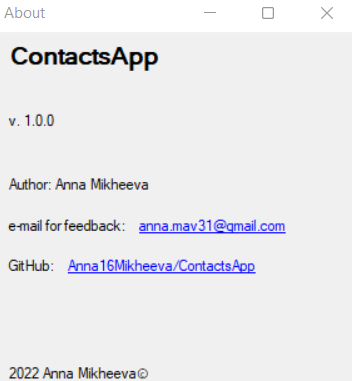 About
ContactsApp
v. 1.0.0
Author: Anna Mikheeva
e-mail for feedback: anna.mav31@gmail.com
GitHub: Anna16Mikheeva/ContactsApp
2022 Anna Mikheeva©